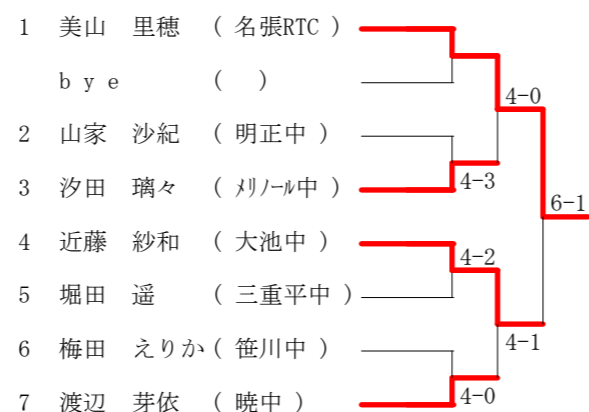 1 美山 里穂 ( 名張RTC )
bye ( )
4-0
2 山家 沙紀 ( 明正中 )
3 汐田 璃々 ( ﾒﾘﾉｰﾙ中 )
4-3
6-1
4 近藤 紗和 ( 大池中 )
4-2
5 堀田 遥 ( 三重平中 )
6 梅田 えりか ( 笹川中 )
4-1
7 渡辺 芽依 ( 暁中 )
4-0